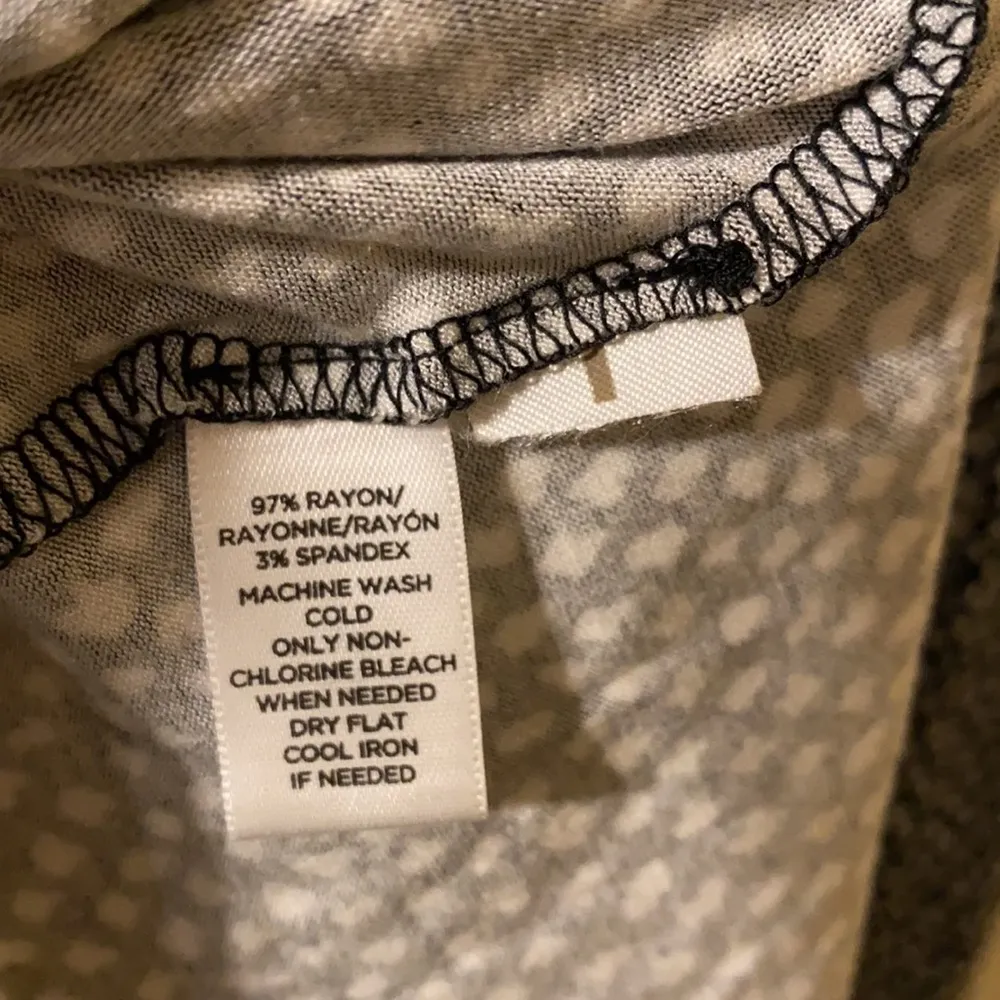 97% RAYON/
RAYONNE/RAYÓN
3% SPANDEX
MACHINE WASH
COLD
ONLY NON-
CHLORINE BLEACH
WHEN NEEDED
DRY FLAT
COOL IRON
IF NEEDED